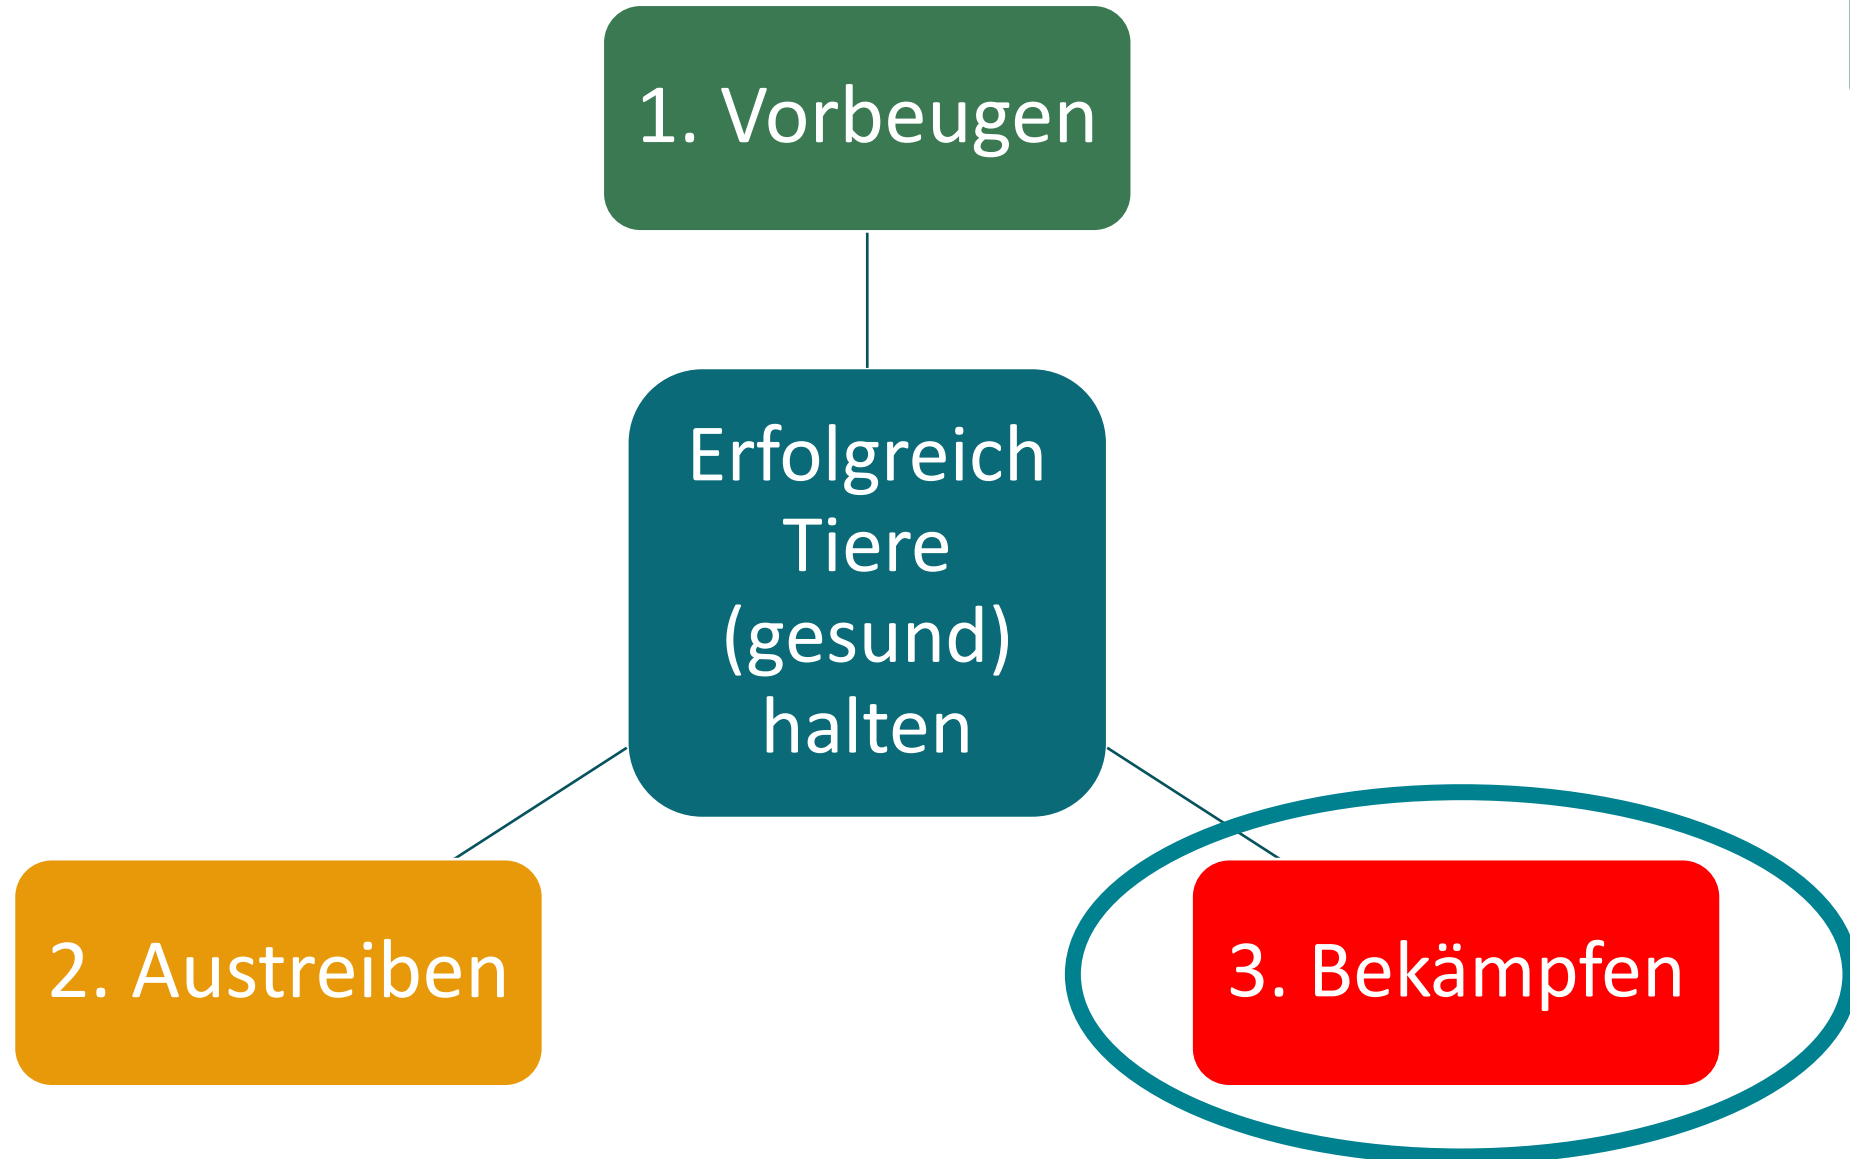 1. Vorbeugen
Erfolgreich
Tiere
(gesund)
halten
2. Austreiben
3. Bekämpfen